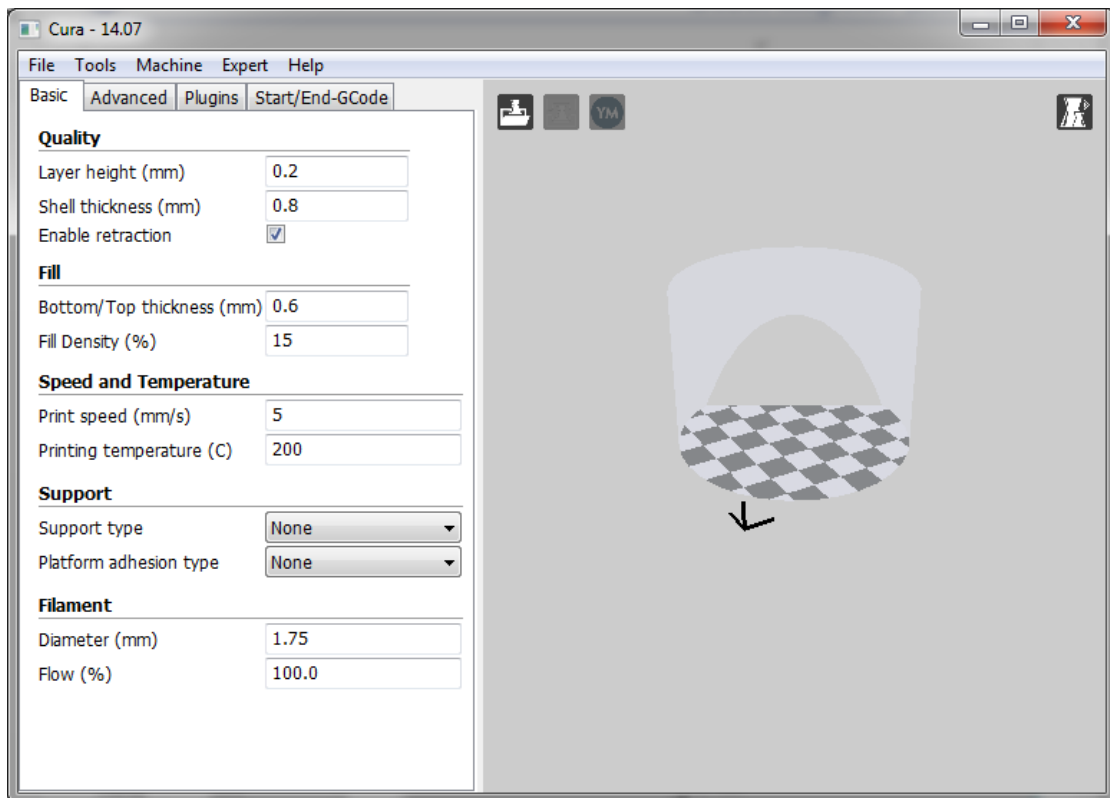 Cura - 14.07
File Tools Machine Expert Help
Basic Advanced Plugins Start/End-GCode
Quality
Layer height (mm) 0.2
Shell thickness (mm) 0.8
Enable retraction
Fill
Bottom/Top thickness (mm) 0.6
Fill Density (%) 15
Speed and Temperature
Print speed (mm/s) 5
Printing temperature (C) 200
Support
Support type None
Platform adhesion type None
Filament
Diameter (mm) 1.75
Flow (%) 100.0
YM